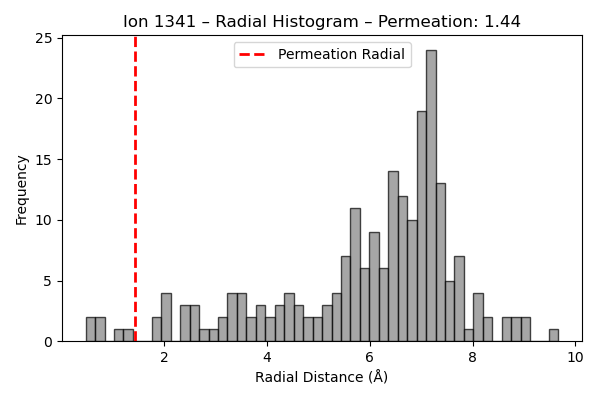 Ion 1341 – Radial Histogram – Permeation: 1.44
Permeation Radial
Frequency
25
20
15
10
5
0
2
4
6
8
10
Radial Distance (Å)